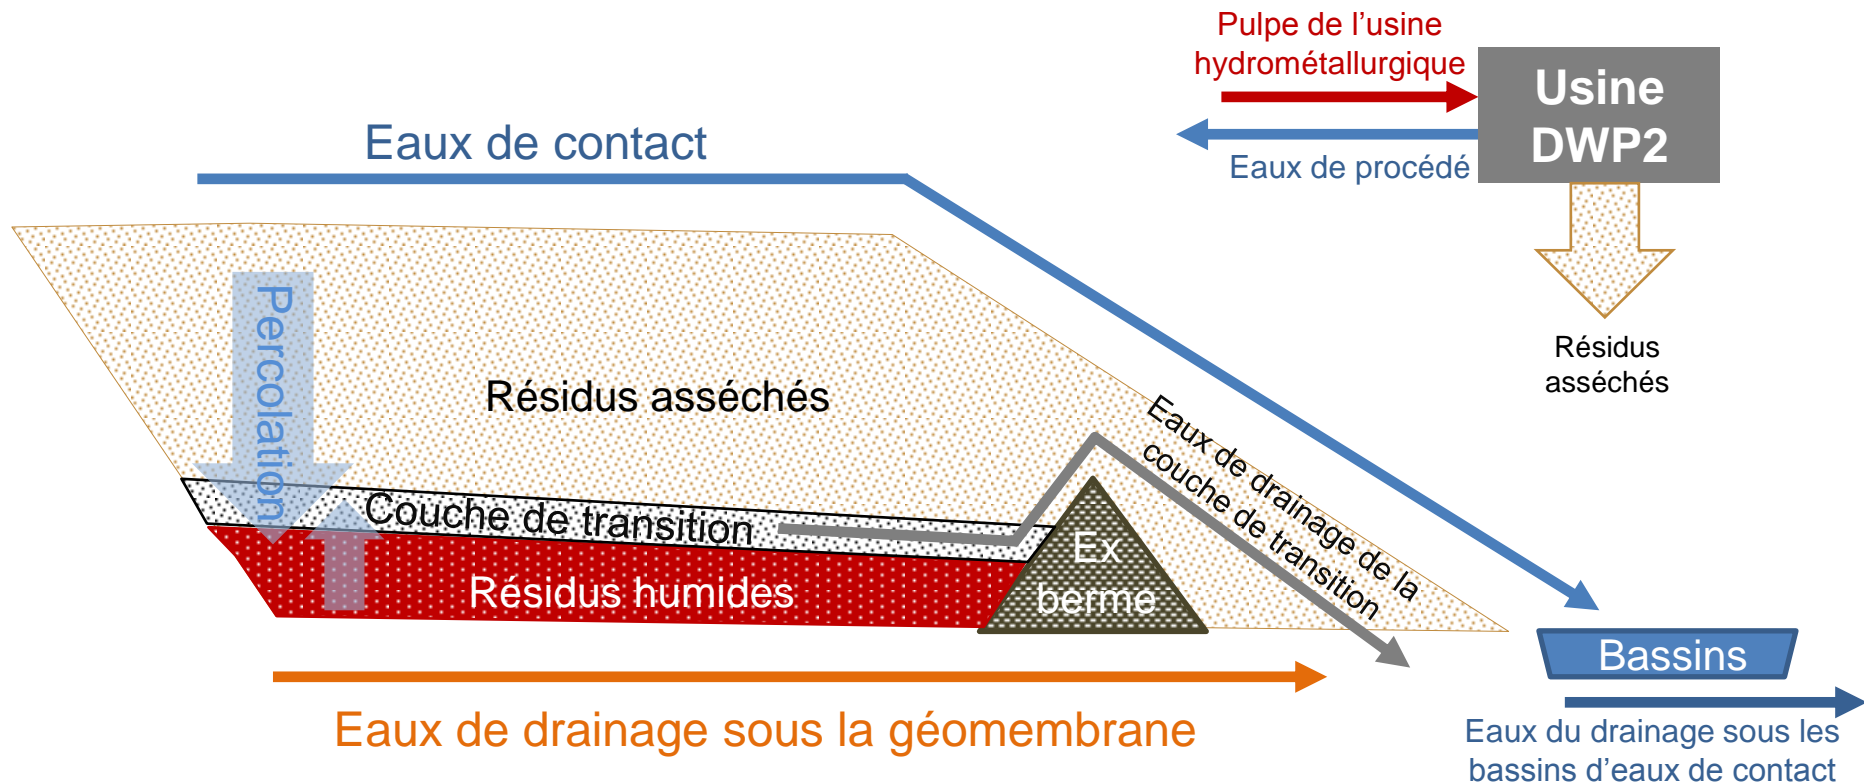 Pulpe de l'usine
hydrométallurgique
Usine
DWP2
Eaux de procédé
Eaux de contact
Résidus
asséchés
Percolation
Résidus asséchés
Eaux de drainage de la
couche de transition
Couche de transition
Ex
berme
Résidus humides
Bassins
Eaux de drainage sous la géomembrane
Eaux du drainage sous les
bassins d'eaux de contact